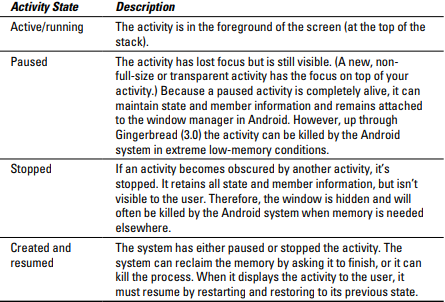 Activity State Description
Active/running The activity is in the foreground of the screen (at the top of the
stack).
Paused The activity has lost focus but is still visible. (A new, non-
full-size or transparent activity has the focus on top of your
activity.) Because a paused activity is completely alive, it can
maintain state and member information and remains attached
to the window manager in Android. However, up through
Gingerbread (3.0) the activity can be killed by the Android
system in extreme low-memory conditions.
Stopped If an activity becomes obscured by another activity, it’s
stopped. It retains all state and member information, but isn’t
visible to the user. Therefore, the window is hidden and will
often be killed by the Android system when memory is needed
elsewhere.
Created and The system has either paused or stopped the activity. The
resumed system can reclaim the memory by asking it to finish, or it can
kill the process. When it displays the activity to the user, it
must resume by restarting and restoring to its previous state.